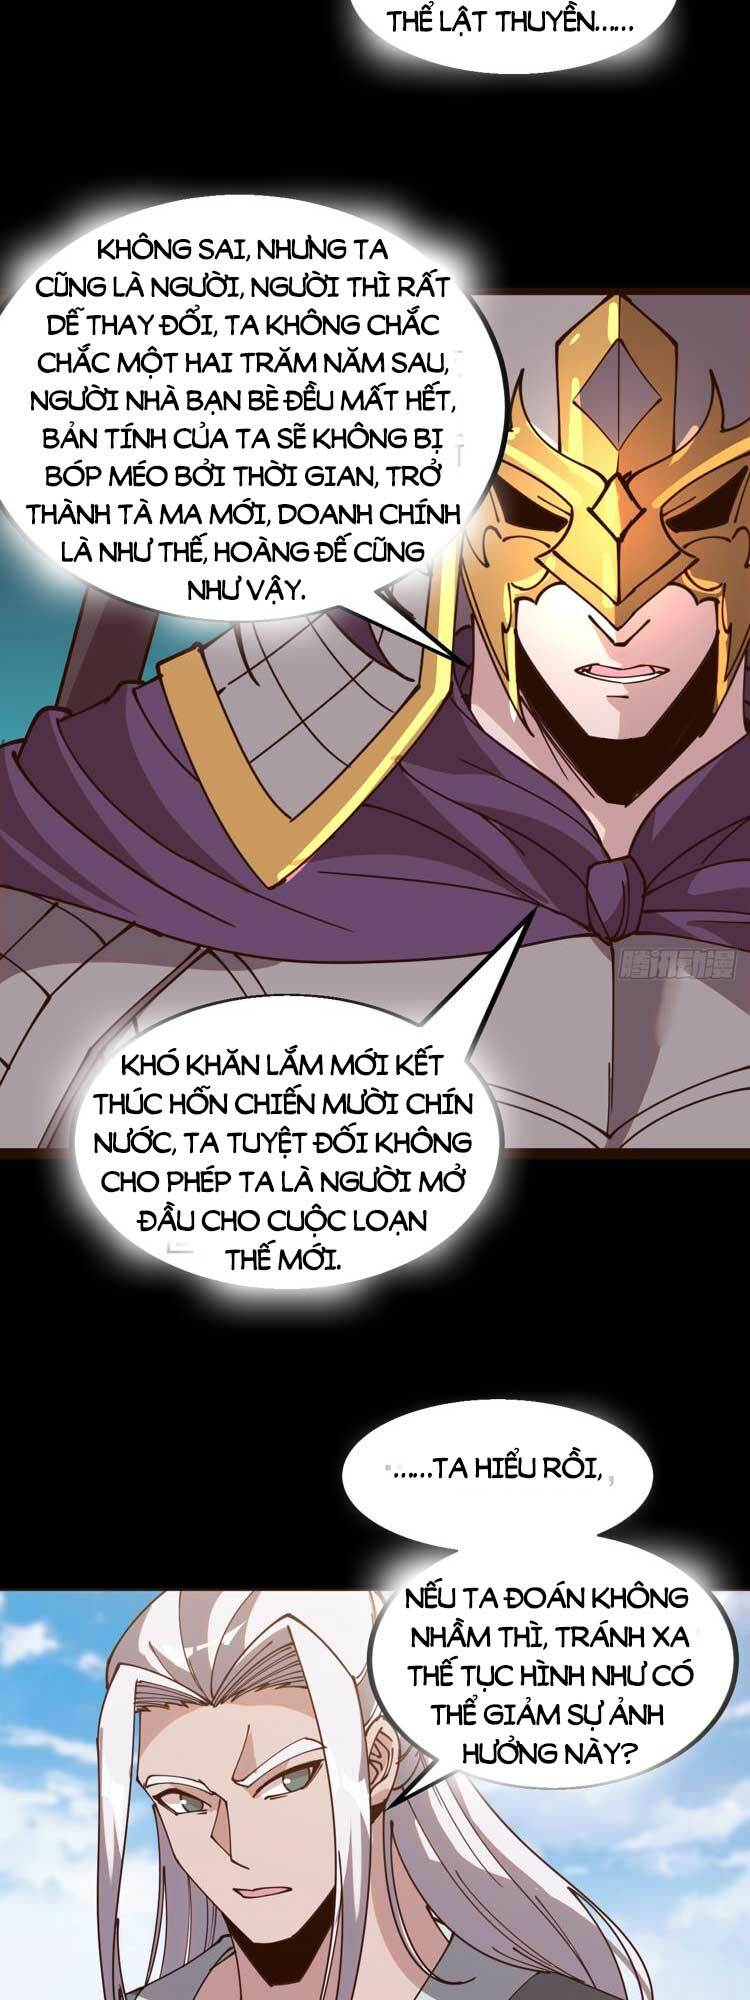 THỂ LẬT THUYỀN......
KHÔNG SAI, NHƯNG TA
CŨNG LÀ NGƯỜI, NGƯỜI THÌ RẤT
DỄ THAY ĐỔI, TA KHÔNG CHẮC
CHẮC MỘT HAI TRĂM NĂM SAU,
NGƯỜI NHÀ BẠN BÈ ĐỀU MẤT HẾT,
BẢN TÍNH CỦA TA SẼ KHÔNG BỊ
BÓP MÉO BỞI THỜI GIAN, TRỞ
THÀNH TÀ MA MỚI, DOANH CHÍNH
LÀ NHƯ THẾ, HOÀNG ĐẾ CŨNG
NHƯ VẬY.
腾讯动漫
KHÓ KHĂN LẮM MỚI KẾT
THÚC HỖN CHIẾN MƯỜI CHÍN
NƯỚC, TA TUYỆT ĐỐI KHÔNG
CHO PHÉP TA LÀ NGƯỜI MỞ
ĐẦU CHO CUỘC LOẠN
THẾ MỚI.
......TA HIỂU RỒI,
NẾU TA ĐOÁN KHÔNG
NHẦM THÌ, TRÁNH XA
THẾ TỤC HÌNH NHƯ CÓ
THỂ GIẢM SỰ ẢNH
HƯỞNG NÀY?